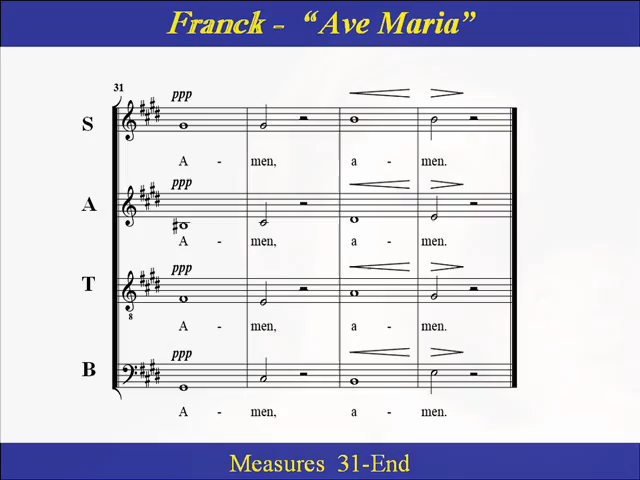 Franck - “Ave Maria”
31
ppp
S
A - men, a - men.
ppp
A
A - men, a - men.
ppp
T
8
A - men, a - men.
ppp
B
A - men, a - men.
Measures 31-End